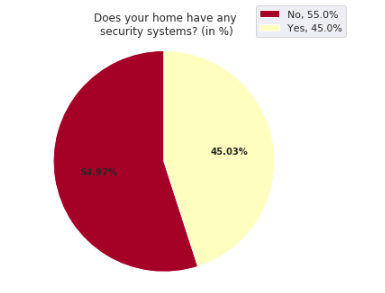 Does your home have any
security systems? (in %)
No, 55.0%
Yes, 45.0%
45.03%
54.97%